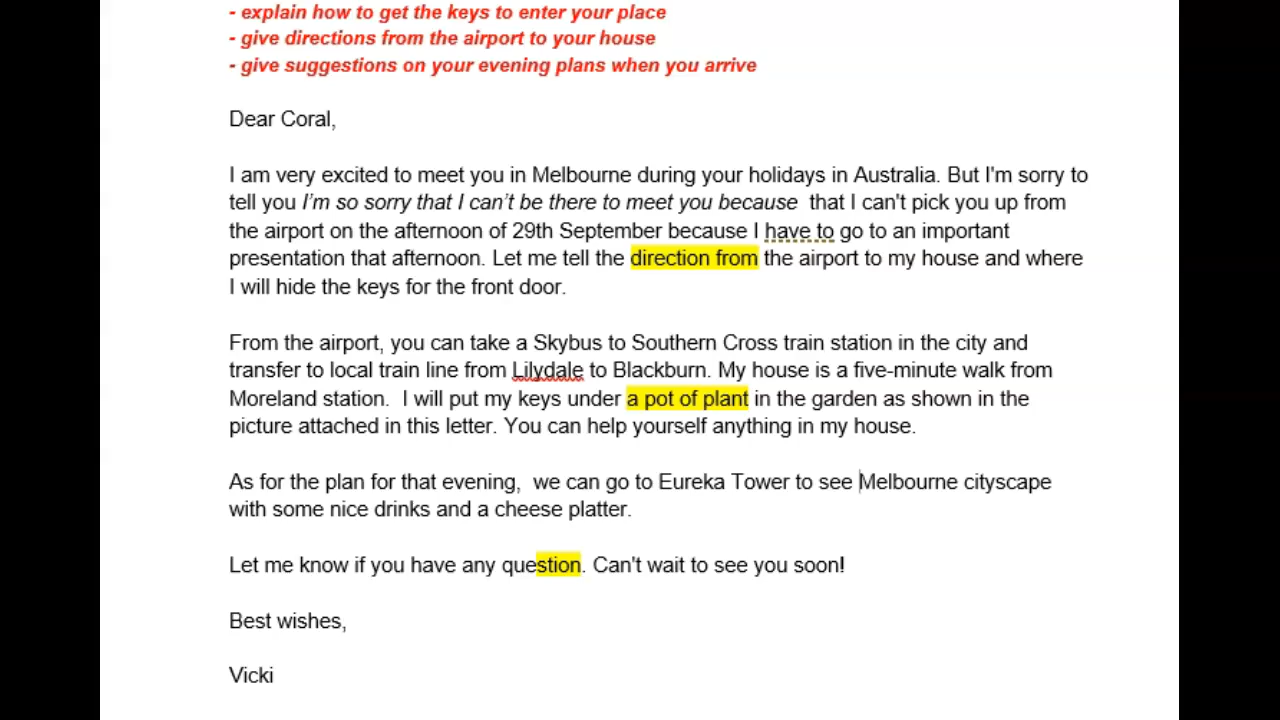 - explain how to get the keys to enter your place
- give directions from the airport to your house
- give suggestions on your evening plans when you arrive
Dear Coral,
I am very excited to meet you in Melbourne during your holidays in Australia. But I'm sorry to
tell you I'm so sorry that I can't be there to meet you because  that I can't pick you up from
the airport on the afternoon of 29th September because I have to go to an important
presentation that afternoon. Let me tell the direction from the airport to my house and where
I will hide the keys for the front door.
From the airport, you can take a Skybus to Southern Cross train station in the city and
transfer to local train line from Lilydale to Blackburn. My house is a five-minute walk from
Moreland station.  I will put my keys under a pot of plant in the garden as shown in the
picture attached in this letter. You can help yourself anything in my house.
As for the plan for that evening,  we can go to Eureka Tower to see Melbourne cityscape
with some nice drinks and a cheese platter.
Let me know if you have any question. Can't wait to see you soon!
Best wishes,
Vicki